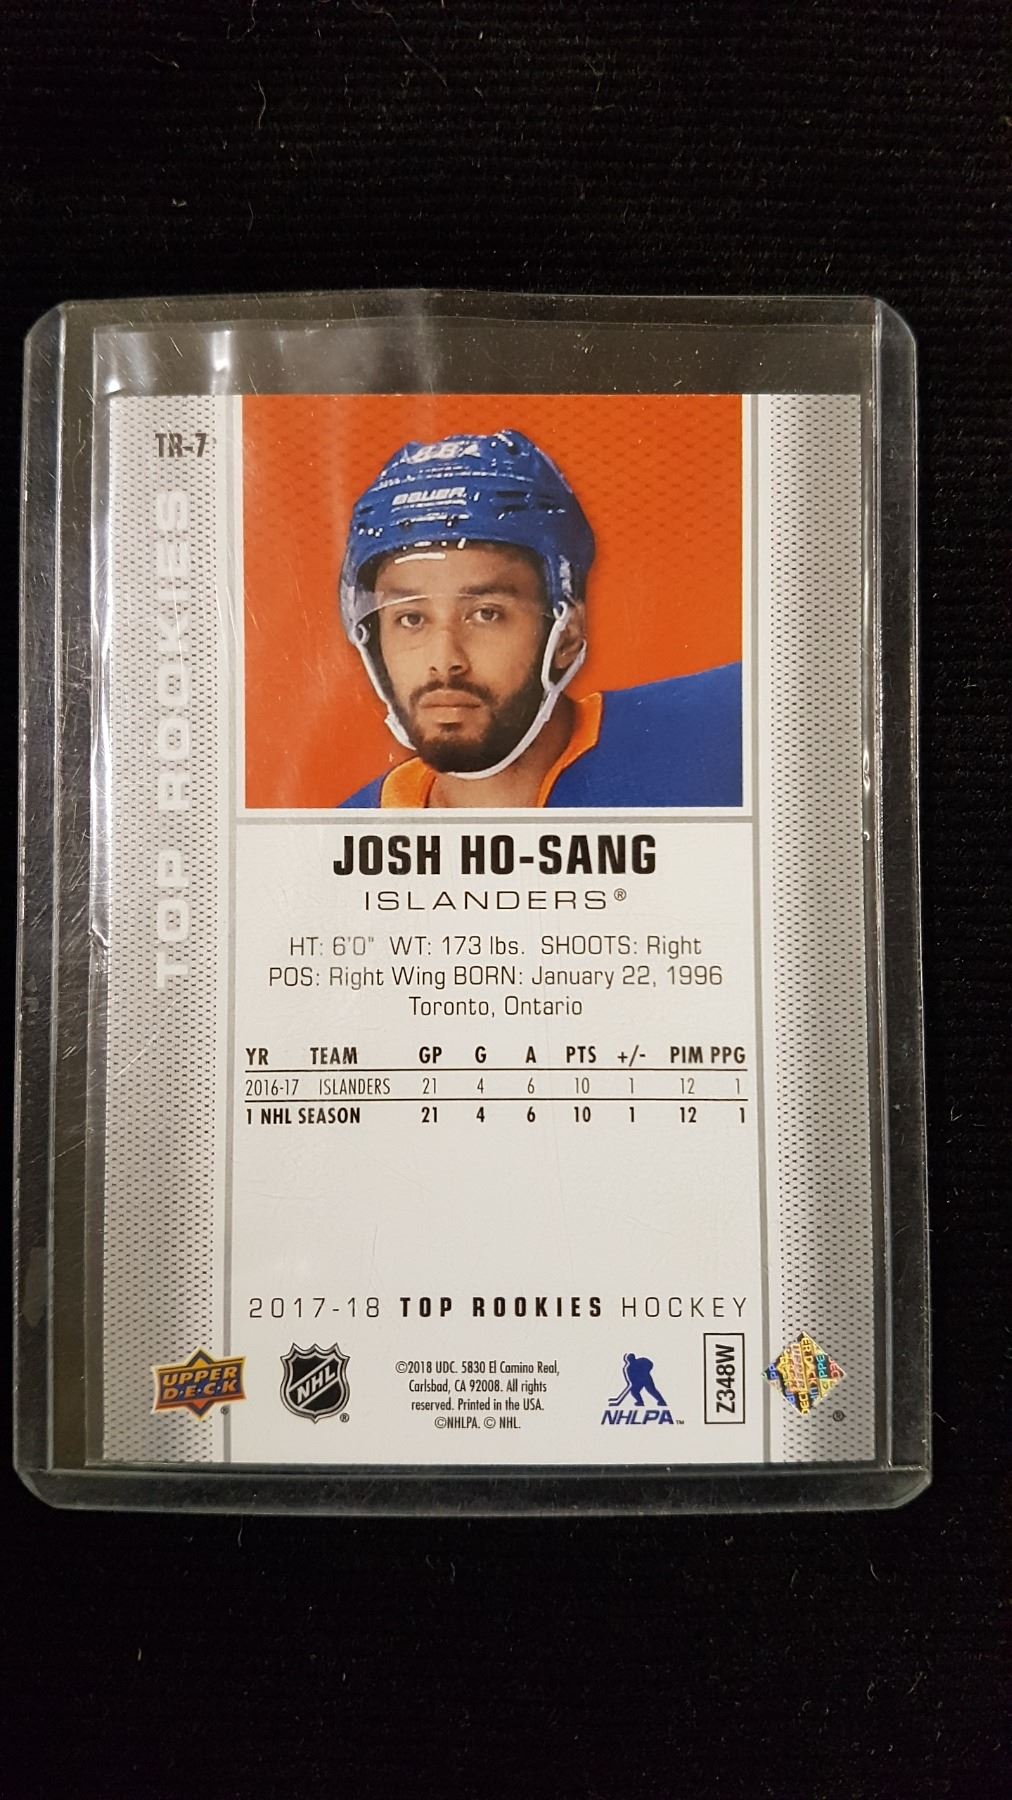 TR-7
TOP ROOKIES
BAUER
JOSH HO-SANG
ISLANDERS®
HT: 6'0" WT: 173 lbs. SHOOTS: Right
POS: Right Wing BORN: January 22, 1996
Toronto, Ontario
YR TEAM GP G A PTS +/- PIM PPG
2016-17 ISLANDERS 21 4 6 10 1 12 1
1 NHL SEASON 21 4 6 10 1 12 1
2017-18 TOP ROOKIES HOCKEY
UPPER
D·E·C·K
®
NHL
®
©2018 UDC. 5830 El Camino Real,
Carlsbad, CA 92008. All rights
reserved. Printed in the USA.
©NHLPA. © NHL.
NHLPA™
Z348W
®